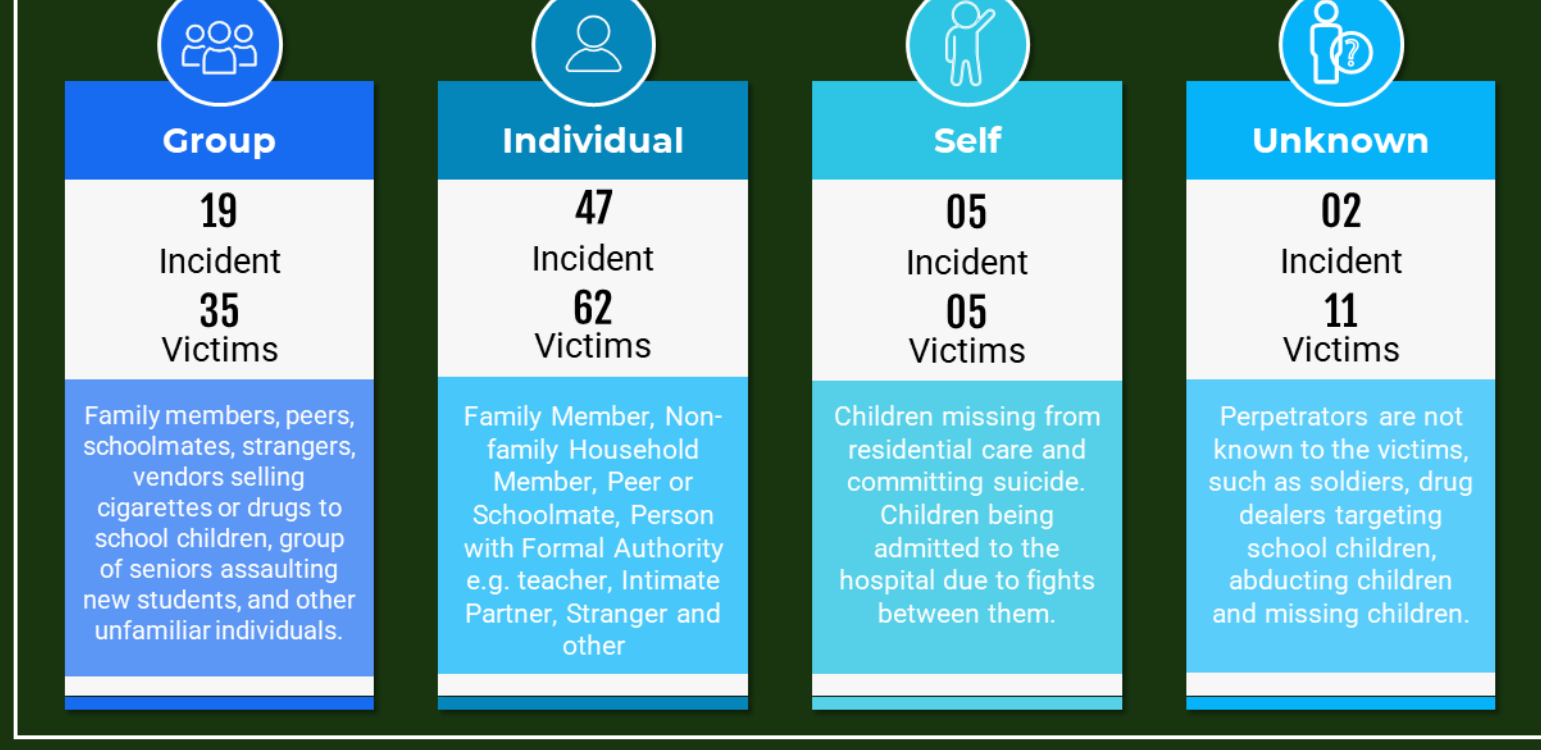 Group
19
Incident
35
Victims
Family members, peers,
schoolmates, strangers,
vendors selling
cigarettes or drugs to
school children, group
of seniors assaulting
new students, and other
unfamiliar individuals.
Individual
47
Incident
62
Victims
Family Member, Non-
family Household
Member, Peer or
Schoolmate, Person
with Formal Authority
e.g. teacher, Intimate
Partner, Stranger and
other
Self
05
Incident
05
Victims
Children missing from
residential care and
committing suicide.
Children being
admitted to the
hospital due to fights
between them.
Unknown
02
Incident
11
Victims
Perpetrators are not
known to the victims,
such as soldiers, drug
dealers targeting
school children,
abducting children
and missing children.
?